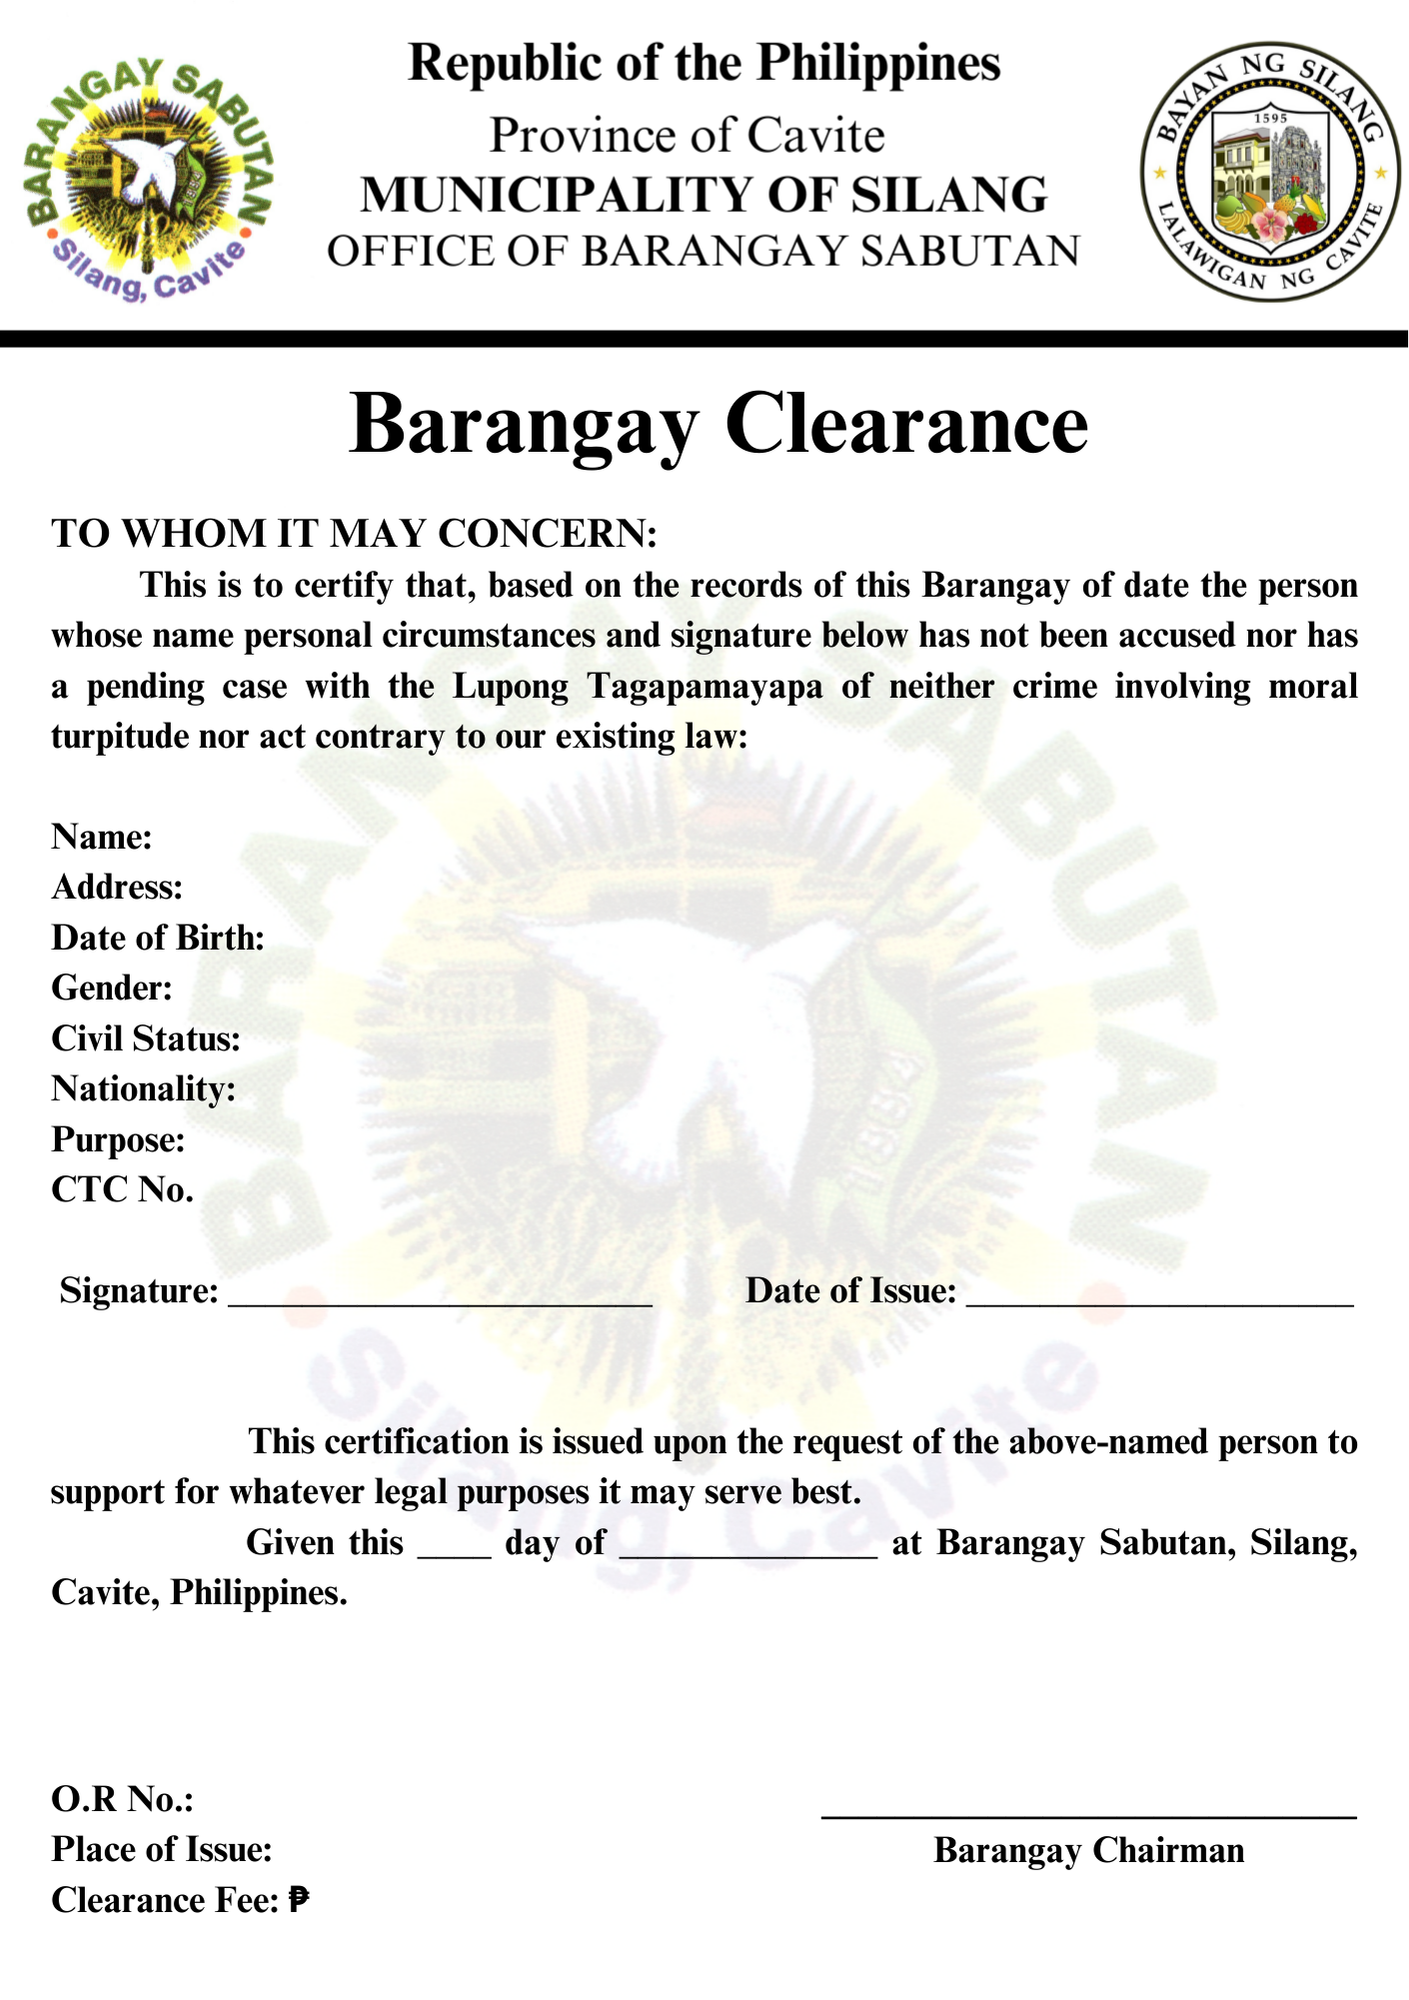 Republic of the Philippines
Province of Cavite
MUNICIPALITY OF SILANG
OFFICE OF BARANGAY SABUTAN
BARANGAY SABUTAN
Silang, Cavite
BAYAN NG SILANG
1595
LALAWIGAN NG CAVITE
Barangay Clearance
TO WHOM IT MAY CONCERN:
This is to certify that, based on the records of this Barangay of date the person
whose name personal circumstances and signature below has not been accused nor has
a pending case with the Lupong Tagapamayapa of neither crime involving moral
turpitude nor act contrary to our existing law:
Name:
Address:
Date of Birth:
Gender:
Civil Status:
Nationality:
Purpose:
CTC No.
Signature: _______________________ Date of Issue: _____________________
This certification is issued upon the request of the above-named person to
support for whatever legal purposes it may serve best.
Given this ____ day of ______________ at Barangay Sabutan, Silang,
Cavite, Philippines.
O.R No.:
Place of Issue:
Clearance Fee: ₱
Barangay Chairman
BARANGAY SABUTAN
Silang, Cavite